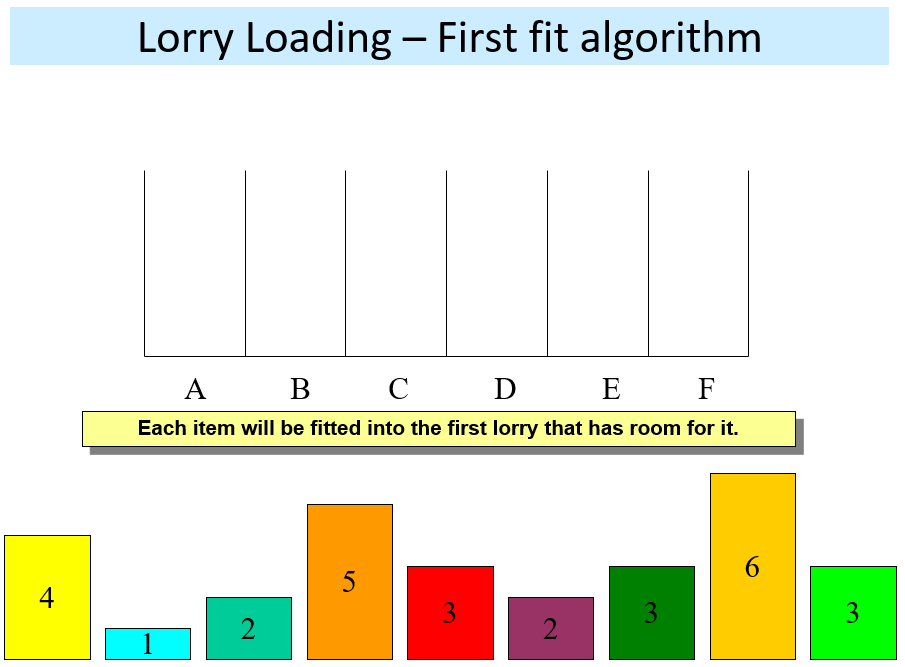 Lorry Loading – First fit algorithm
A B C D E F
Each item will be fitted into the first lorry that has room for it.
4 1 2 5 3 2 3 6 3